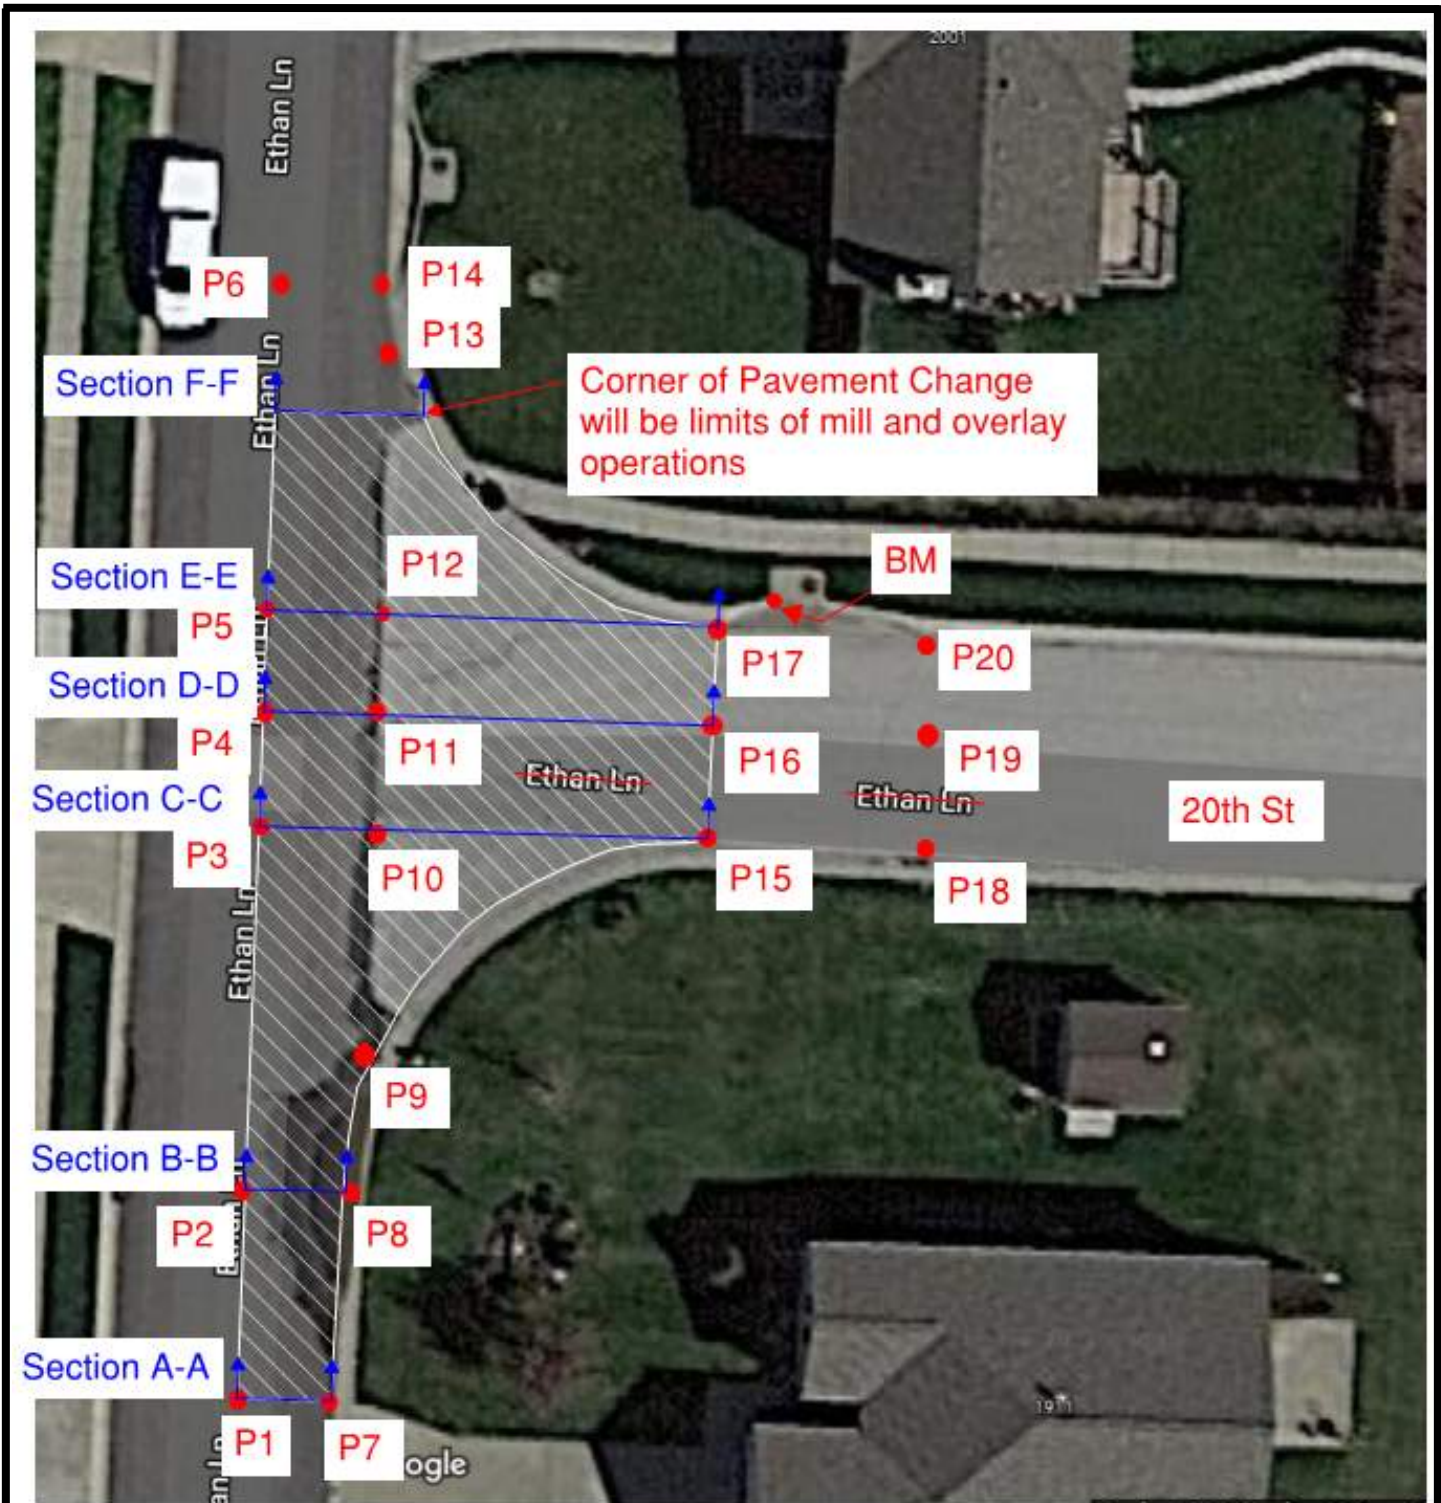 2001
Ethan Ln
P6
P14
P13
Ethan Ln
Section F-F
Corner of Pavement Change
will be limits of mill and overlay
operations
P12
BM
Section E-E
P5
P17
P20
Section D-D
P4
P11
P16
P19
Ethan Ln
Ethan Ln
Section C-C
20th St
P3
P10
P15
P18
Ethan Ln
P9
Section B-B
P2
P8
Section A-A
1911
P1
P7
ogle